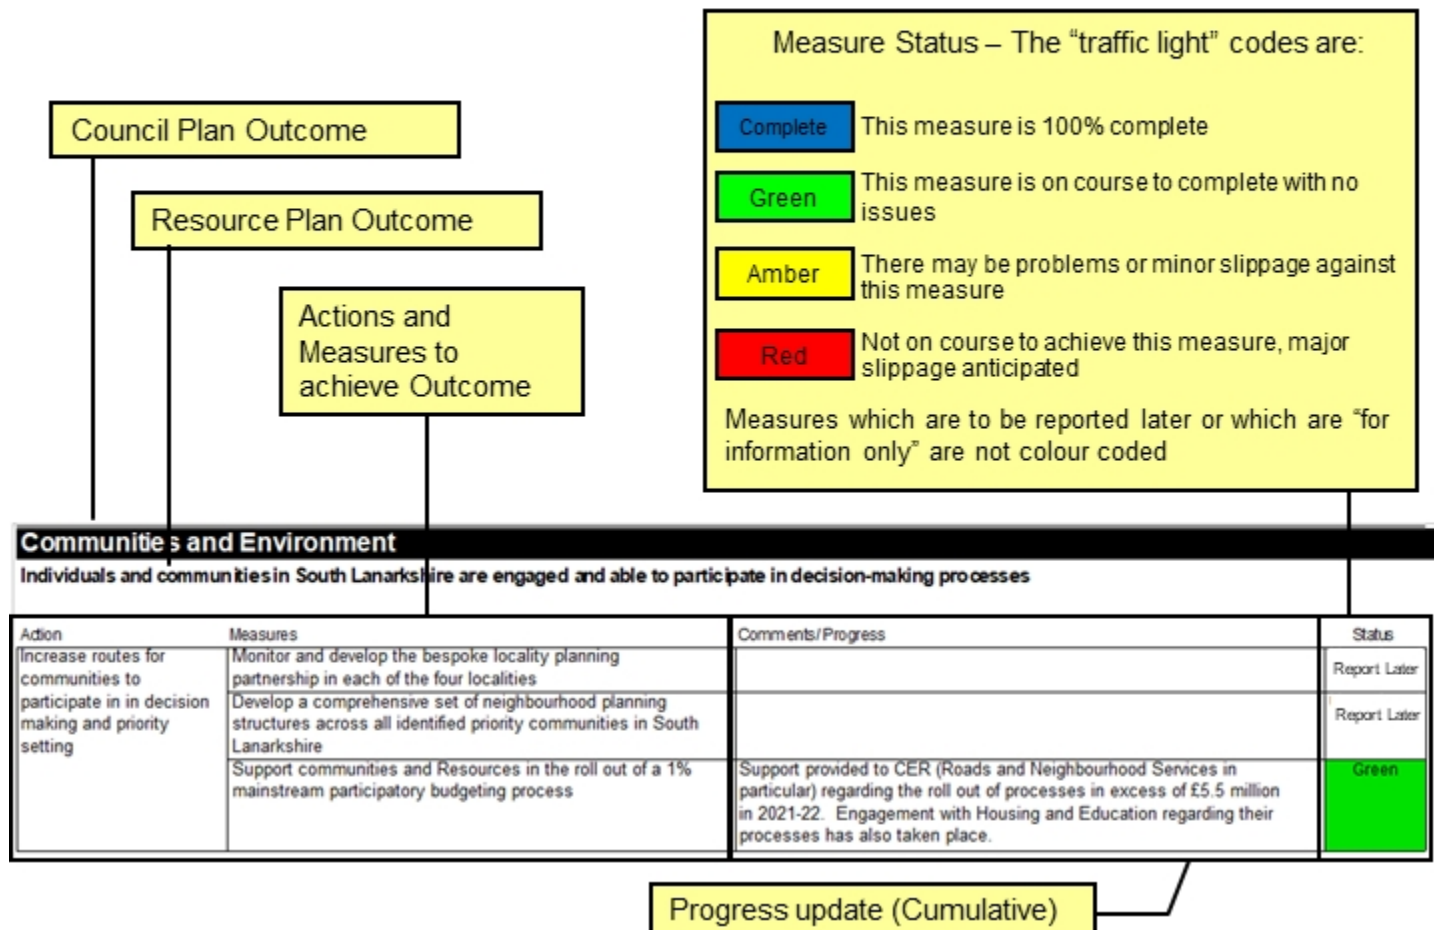 Measure Status – The “traffic light” codes are:
Complete
This measure is 100% complete
Green
This measure is on course to complete with no
issues
Amber
There may be problems or minor slippage against
this measure
Red
Not on course to achieve this measure, major
slippage anticipated
Measures which are to be reported later or which are “for
information only” are not colour coded
Council Plan Outcome
Resource Plan Outcome
Actions and
Measures to
achieve Outcome
Communities and Environment
Individuals and communities in South Lanarkshire are engaged and able to participate in decision-making processes
Action
Measures
Comments/Progress
Status
Increase routes for
communities to
participate in in decision
making and priority
setting
Monitor and develop the bespoke locality planning
partnership in each of the four localities
Report Later
Develop a comprehensive set of neighbourhood planning
structures across all identified priority communities in South
Lanarkshire
Report Later
Support communities and Resources in the roll out of a 1%
mainstream participatory budgeting process
Support provided to CER (Roads and Neighbourhood Services in
particular) regarding the roll out of processes in excess of £5.5 million
in 2021-22. Engagement with Housing and Education regarding their
processes has also taken place.
Green
Progress update (Cumulative)